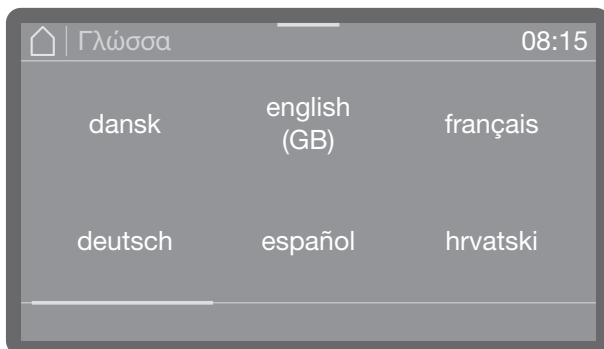 Γλώσσα 08:15
dansk english (GB) français
deutsch español hrvatski